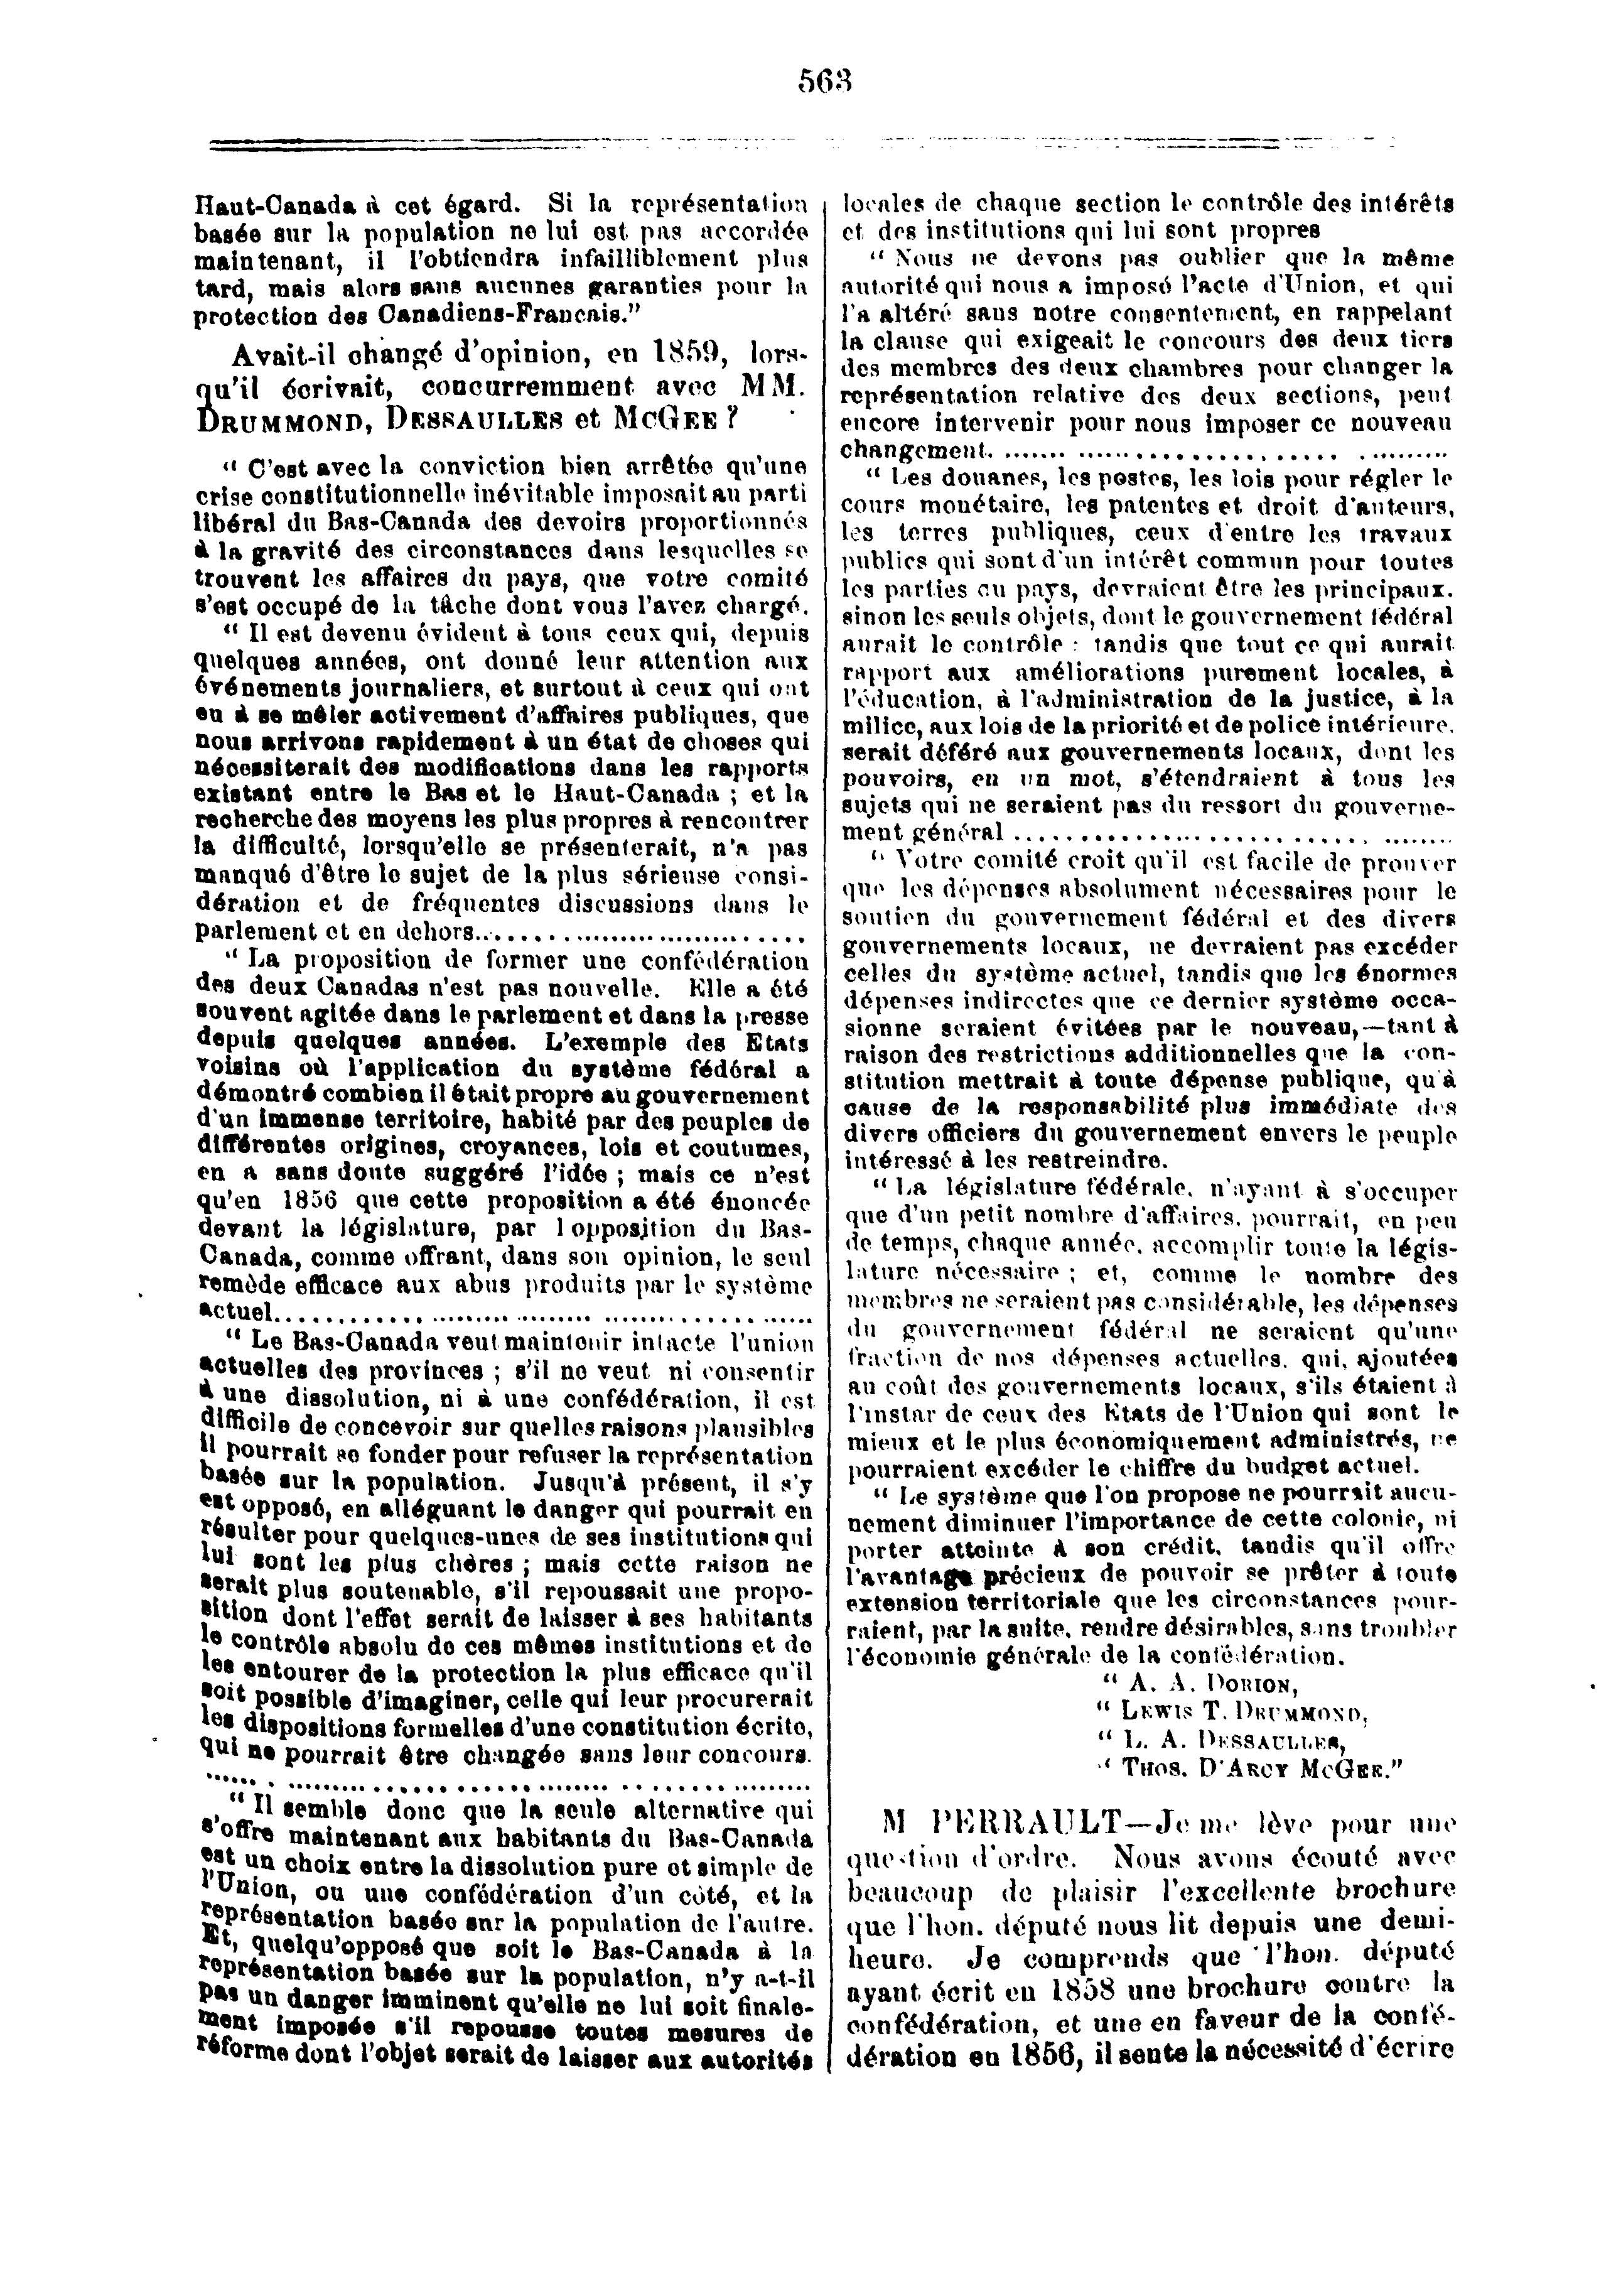 563
Haut-Canada à cet égard. Si la représentation
basée sur la population ne lui est pas accordée
maintenant, il l'obtiendra infailliblement plus
tard, mais alors sans aucunes garanties pour la
protection des Canadiens-Francais."
Avait-il changé d'opinion, en 1859, lors-
qu'il écrivait, concurremment avec MM.
DRUMMOND, DESSAULLES et McGEE ?
" C'est avec la conviction bien arrêtée qu'une
crise constitutionnelle inévitable imposait au parti
libéral du Bas-Canada des devoirs proportionnés
à la gravité des circonstances dans lesquelles se
trouvent les affaires du pays, que votre comité
s'est occupé de la tâche dont vous l'avez chargé.
" Il est devenu évident à tous ceux qui, depuis
quelques années, ont donné leur attention aux
événements journaliers, et surtout à ceux qui ont
eu à se mêler activement d'affaires publiques, que
nous arrivons rapidement à un état de choses qui
nécessiterait des modifications dans les rapports
existant entre le Bas et le Haut-Canada ; et la
recherche des moyens les plus propres à rencontrer
la difficulté, lorsqu'elle se présenterait, n'a pas
manqué d'être le sujet de la plus sérieuse consi-
dération et de fréquentes discussions dans le
parlement et en dehors..............................
" La proposition de former une confédération
des deux Canadas n'est pas nouvelle. Elle a été
souvent agitée dans le parlement et dans la presse
depuis quelques années. L'exemple des Etats
voisins où l'application du système fédéral a
démontré combien il était propre au gouvernement
d'un immense territoire, habité par des peuples de
différentes origines, croyances, lois et coutumes,
en a sans doute suggéré l'idée ; mais ce n'est
qu'en 1856 que cette proposition a été énoncée
devant la législature, par l opposition du Bas-
Canada, comme offrant, dans son opinion, le seul
remède efficace aux abus produits par le système
actuel..................................................
" Le Bas-Canada veut maintenir intacte l'union
actuelles des provinces ; s'il ne veut ni consentir
à une dissolution, ni à une confédération, il est
difficile de concevoir sur quelles raisons plausibles
il pourrait se fonder pour refuser la représentation
basée sur la population. Jusqu'à présent, il s'y
est opposé, en alléguant le danger qui pourrait en
résulter pour quelques-unes de ses institutions qui
lui sont les plus chères ; mais cette raison ne
serait plus soutenable, s'il repoussait une propo-
sition dont l'effet serait de laisser à ses habitants
le contrôle absolu de ces mêmes institutions et de
les entourer de la protection la plus efficace qu'il
soit possible d'imaginer, celle qui leur procurerait
les dispositions formelles d'une constitution écrite,
qui ne pourrait être changée sans leur concours.
.......................................................
" Il semble donc que la seule alternative qui
s'offre maintenant aux habitants du Bas-Canada
est un choix entre la dissolution pure et simple de
l'Union, ou une confédération d'un côté, et la
représentation basée sur la population de l'autre.
Et, quelqu'opposé que soit le Bas-Canada à la
représentation basée sur la population, n'y a-t-il
pas un danger imminent qu'elle ne lui soit finale-
ment imposée s'il repousse toutes mesures de
réforme dont l'objet serait de laisser aux autorités
locales de chaque section le contrôle des intérêts
et des institutions qui lui sont propres
" Nous ne devons pas oublier que la même
autorité qui nous a imposé l'acte d'Union, et qui
l'a altéré sans notre consentement, en rappelant
la clause qui exigeait le concours des deux tiers
des membres des deux chambres pour changer la
représentation relative des deux sections, peut
encore intervenir pour nous imposer ce nouveau
changement.........................................
" Les douanes, les postes, les lois pour régler le
cours monétaire, les patentes et droit d'auteurs,
les terres publiques, ceux d'entre les travaux
publics qui sont d'un intérêt commun pour toutes
les parties du pays, devraient être les principaux.
sinon les seuls objets, dont le gouvernement fédéral
aurait le contrôle : tandis que tout ce qui aurait
rapport aux améliorations purement locales, à
l'éducation, à l'administration de la justice, à la
milice, aux lois de la priorité et de police intérieure.
serait déféré aux gouvernements locaux, dont les
pouvoirs, en un mot, s'étendraient à tous les
sujets qui ne seraient pas du ressort du gouverne-
ment général .......................................
" Votre comité croit qu'il est facile de prouver
que les dépenses absolument nécessaires pour le
soutien du gouvernement fédéral et des divers
gouvernements locaux, ne devraient pas excéder
celles du système actuel, tandis que les énormes
dépenses indirectes que ce dernier système occa-
sionne seraient évitées par le nouveau,—tant à
raison des restrictions additionnelles que la con-
stitution mettrait à toute dépense publique, qu'à
cause de la responsabilité plus immédiate des
divers officiers du gouvernement envers le peuple
intéressé à les restreindre.
" La législature fédérale, n'ayant à s'occuper
que d'un petit nombre d'affaires, pourrait, en peu
de temps, chaque année, accomplir toute la légis-
lature nécessaire ; et, comme le nombre des
membres ne seraient pas considérable, les dépenses
du gouvernement fédéral ne seraient qu'une
fraction de nos dépenses actuelles, qui, ajoutées
au coût des gouvernements locaux, s'ils étaient à
l'instar de ceux des Etats de l'Union qui sont le
mieux et le plus économiquement administrés, ne
pourraient excéder le chiffre du budget actuel.
" Le système que l'on propose ne pourrait aucu-
nement diminuer l'importance de cette colonie, ni
porter atteinte à son crédit, tandis qu'il offre
l'avantage précieux de pouvoir se prêter à toute
extension territoriale que les circonstances pour-
raient, par la suite, rendre désirables, sans troubler
l'économie générale de la confédération.
" A. A. DORION,
" LEWIS T. DRUMMOND,
" L. A. DESSAULLES,
" THOS. D'ARCY McGEE."
M PERRAULT—Je me lève pour une
question d'ordre. Nous avons écouté avec
beaucoup de plaisir l'excellente brochure
que l'hon. député nous lit depuis une demi-
heure. Je comprends que l'hon. député
ayant écrit en 1858 une brochure contre la
confédération, et une en faveur de la confé-
dération en 1856, il sente la nécessité d'écrire